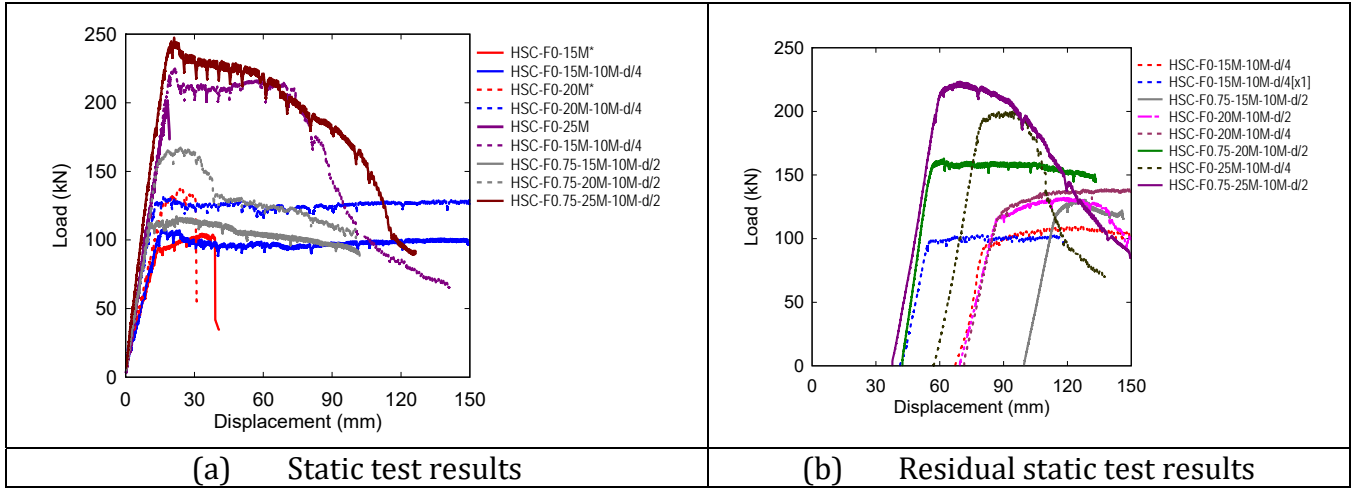 250
200
150
100
50
0
Load (kN)
0 30 60 90 120 150
Displacement (mm)
HSC-F0-15M*
HSC-F0-15M-10M-d/4
HSC-F0-20M*
HSC-F0-20M-10M-d/4
HSC-F0-25M
HSC-F0-15M-10M-d/4
HSC-F0.75-15M-10M-d/2
HSC-F0.75-20M-10M-d/2
HSC-F0.75-25M-10M-d/2
250
200
150
100
50
0
Load (kN)
0 30 60 90 120 150
Displacement (mm)
HSC-F0-15M-10M-d/4
HSC-F0-15M-10M-d/4[x1]
HSC-F0.75-15M-10M-d/2
HSC-F0-20M-10M-d/2
HSC-F0-20M-10M-d/4
HSC-F0.75-20M-10M-d/2
HSC-F0-25M-10M-d/4
HSC-F0.75-25M-10M-d/2
(a) Static test results
(b) Residual static test results